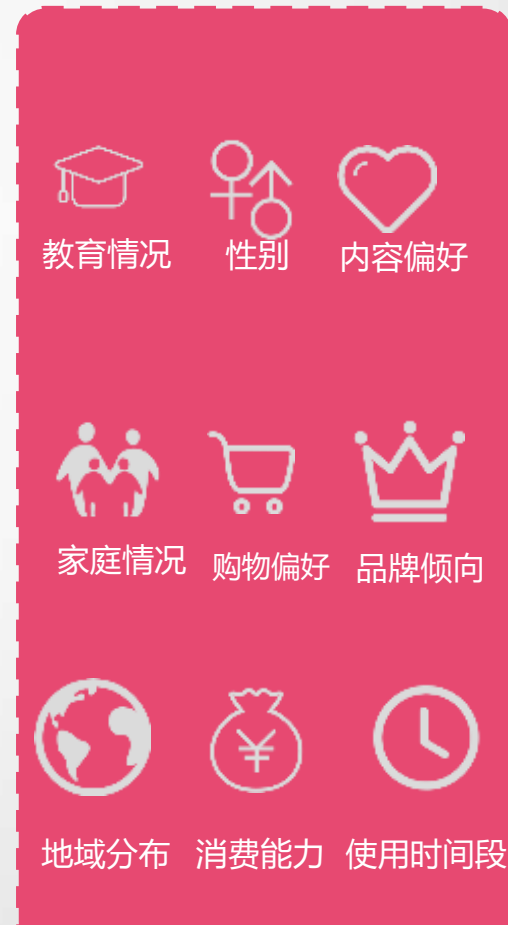 教育情况 性别 内容偏好
家庭情况 购物偏好 品牌倾向
¥
地域分布 消费能力 使用时间段